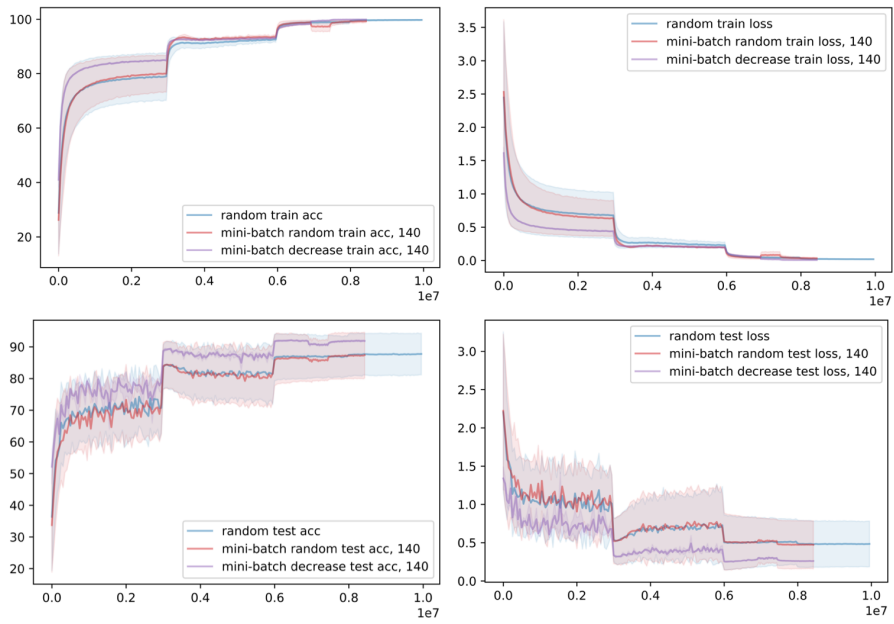 100
80
60
40
20
random train acc
mini-batch random train acc, 140
mini-batch decrease train acc, 140
0.0 0.2 0.4 0.6 0.8 1.0
1e7
3.5
3.0
2.5
2.0
1.5
1.0
0.5
0.0
random train loss
mini-batch random train loss, 140
mini-batch decrease train loss, 140
0.0 0.2 0.4 0.6 0.8 1.0
1e7
90
80
70
60
50
40
30
20
random test acc
mini-batch random test acc, 140
mini-batch decrease test acc, 140
0.0 0.2 0.4 0.6 0.8 1.0
1e7
3.0
2.5
2.0
1.5
1.0
0.5
0.0
random test loss
mini-batch random test loss, 140
mini-batch decrease test loss, 140
0.0 0.2 0.4 0.6 0.8 1.0
1e7